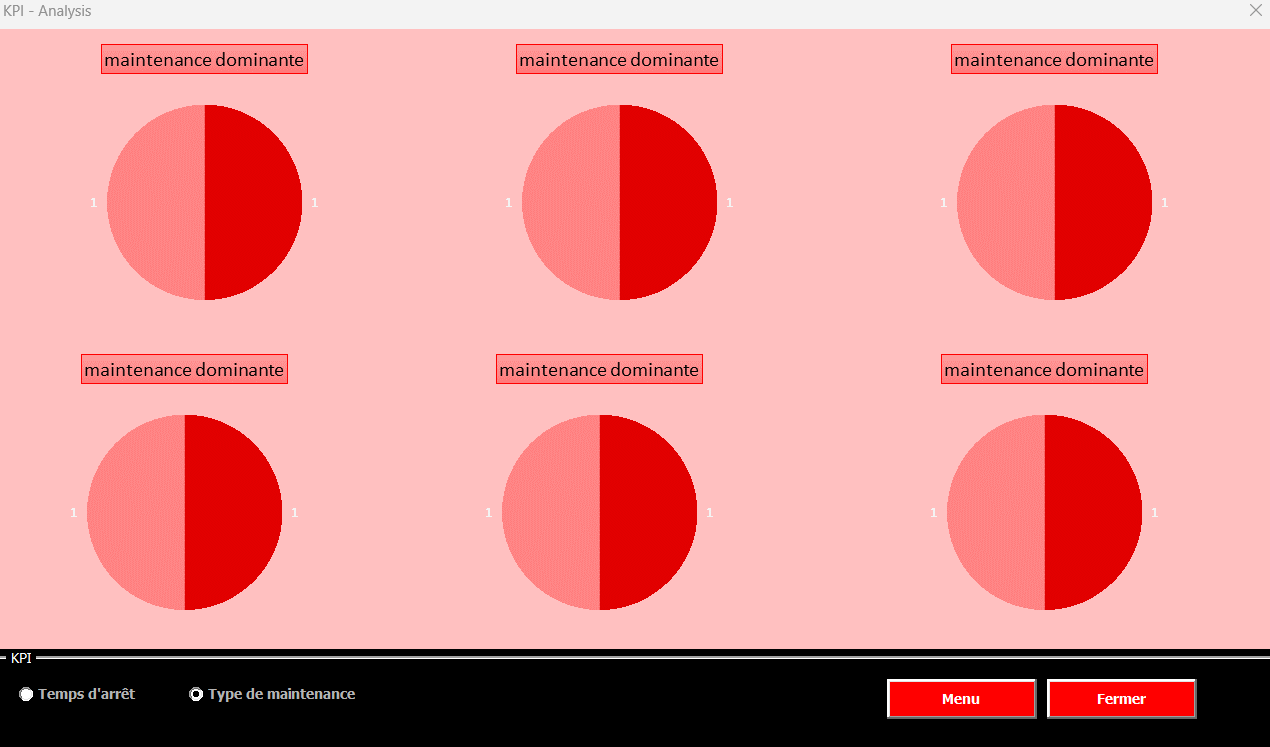 KPI - Analysis
maintenance dominante
maintenance dominante
maintenance dominante
1
1
1
1
1
1
maintenance dominante
maintenance dominante
maintenance dominante
1
1
1
1
1
1
KPI
Temps d'arrêt
Type de maintenance
Menu
Fermer